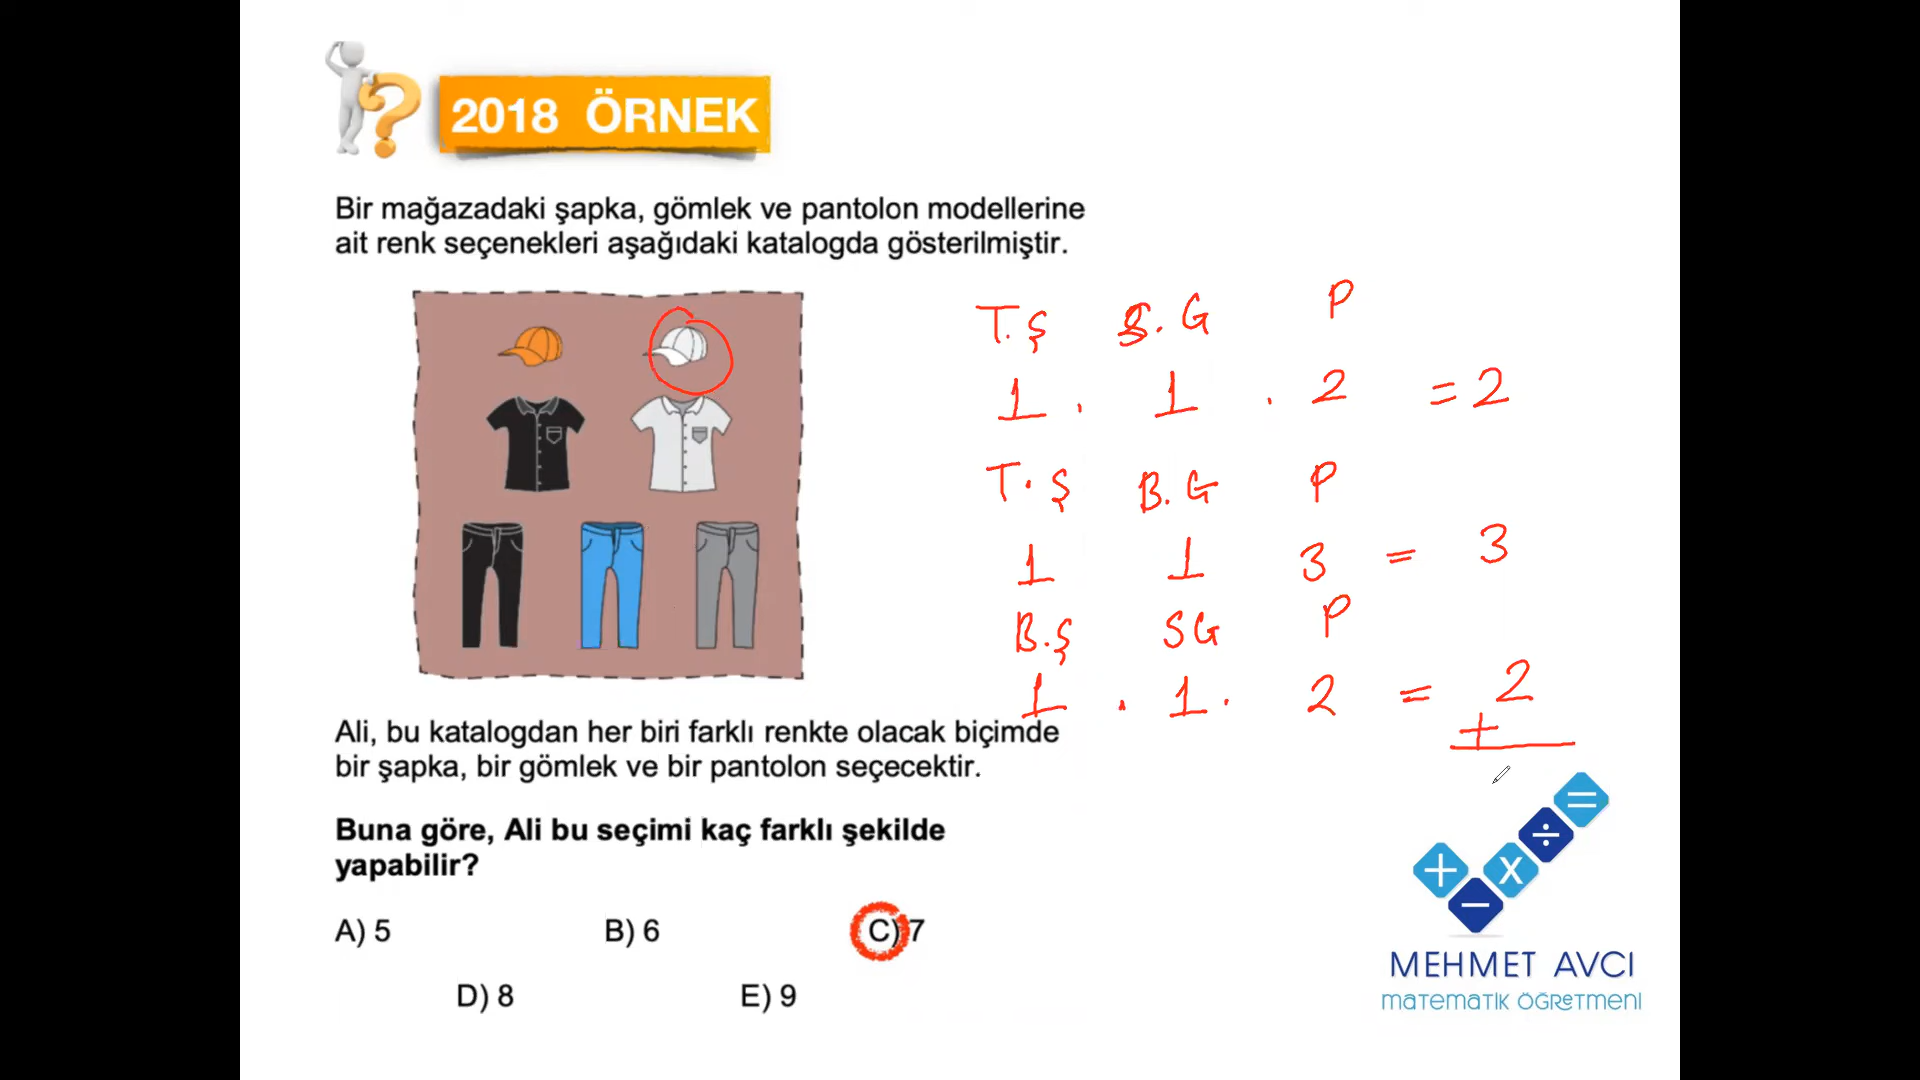 2018 ÖRNEK
Bir mağazadaki şapka, gömlek ve pantolon modellerine
ait renk seçenekleri aşağıdaki katalogda gösterilmiştir.
T.Ş S.G P
1 . 1 . 2 = 2
T.Ş B.G P
1 1 3 = 3
B.Ş SG P
1 . 1 . 2 = 2
+
Ali, bu katalogdan her biri farklı renkte olacak biçimde
bir şapka, bir gömlek ve bir pantolon seçecektir.
Buna göre, Ali bu seçimi kaç farklı şekilde
yapabilir?
A) 5 B) 6 C) 7
D) 8 E) 9
= ÷ + x −
MEHMET AVCI
matematik öğretmeni